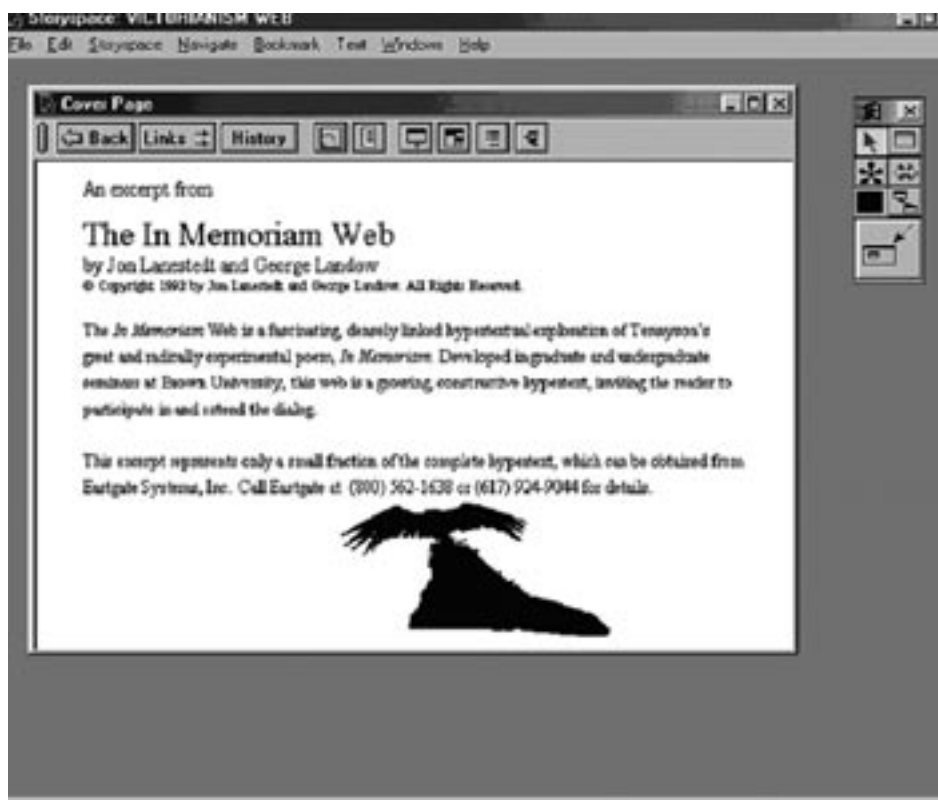 Storyspace: VICTORIANISM WEB
File Edit Storyspace Navigate Bookmark Text Windows Help
Cover Page
Back Links History
An excerpt from
The In Memoriam Web
by Jon Lanestedt and George Landow
© Copyright 1992 by Jon Lanestedt and George Landow. All Rights Reserved.
The In Memoriam Web is a fascinating, densely linked hypertextual exploration of Tennyson's
great and radically experimental poem, In Memoriam. Developed in graduate and undergraduate
seminars at Brown University, this web is a growing, constructive hypertext, inviting the reader to
participate in and extend the dialog.
This excerpt represents only a small fraction of the complete hypertext, which can be obtained from
Eastgate Systems, Inc. Call Eastgate at (800) 562-1638 or (617) 924-9044 for details.